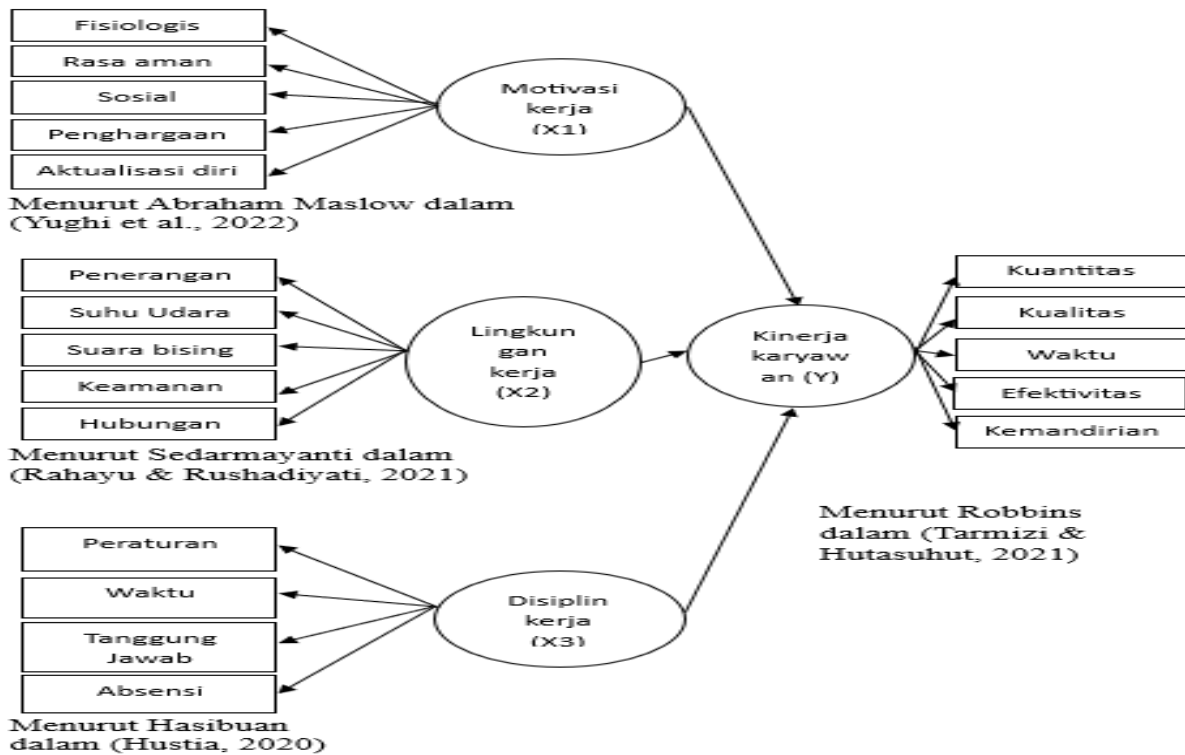 Fisiologis
Rasa aman
Sosial
Penghargaan
Aktualisasi diri
Menurut Abraham Maslow dalam
(Yughi et al., 2022)
Motivasi
kerja
(X1)
Penerangan
Suhu Udara
Suara bising
Keamanan
Hubungan
Menurut Sedarmayanti dalam
(Rahayu & Rushadiyati, 2021)
Lingkun
gan
kerja
(X2)
Peraturan
Waktu
Tanggung
Jawab
Absensi
Menurut Hasibuan
dalam (Hustia, 2020)
Disiplin
kerja
(X3)
Kinerja
karyaw
an (Y)
Kuantitas
Kualitas
Waktu
Efektivitas
Kemandirian
Menurut Robbins
dalam (Tarmizi &
Hutasuhut, 2021)